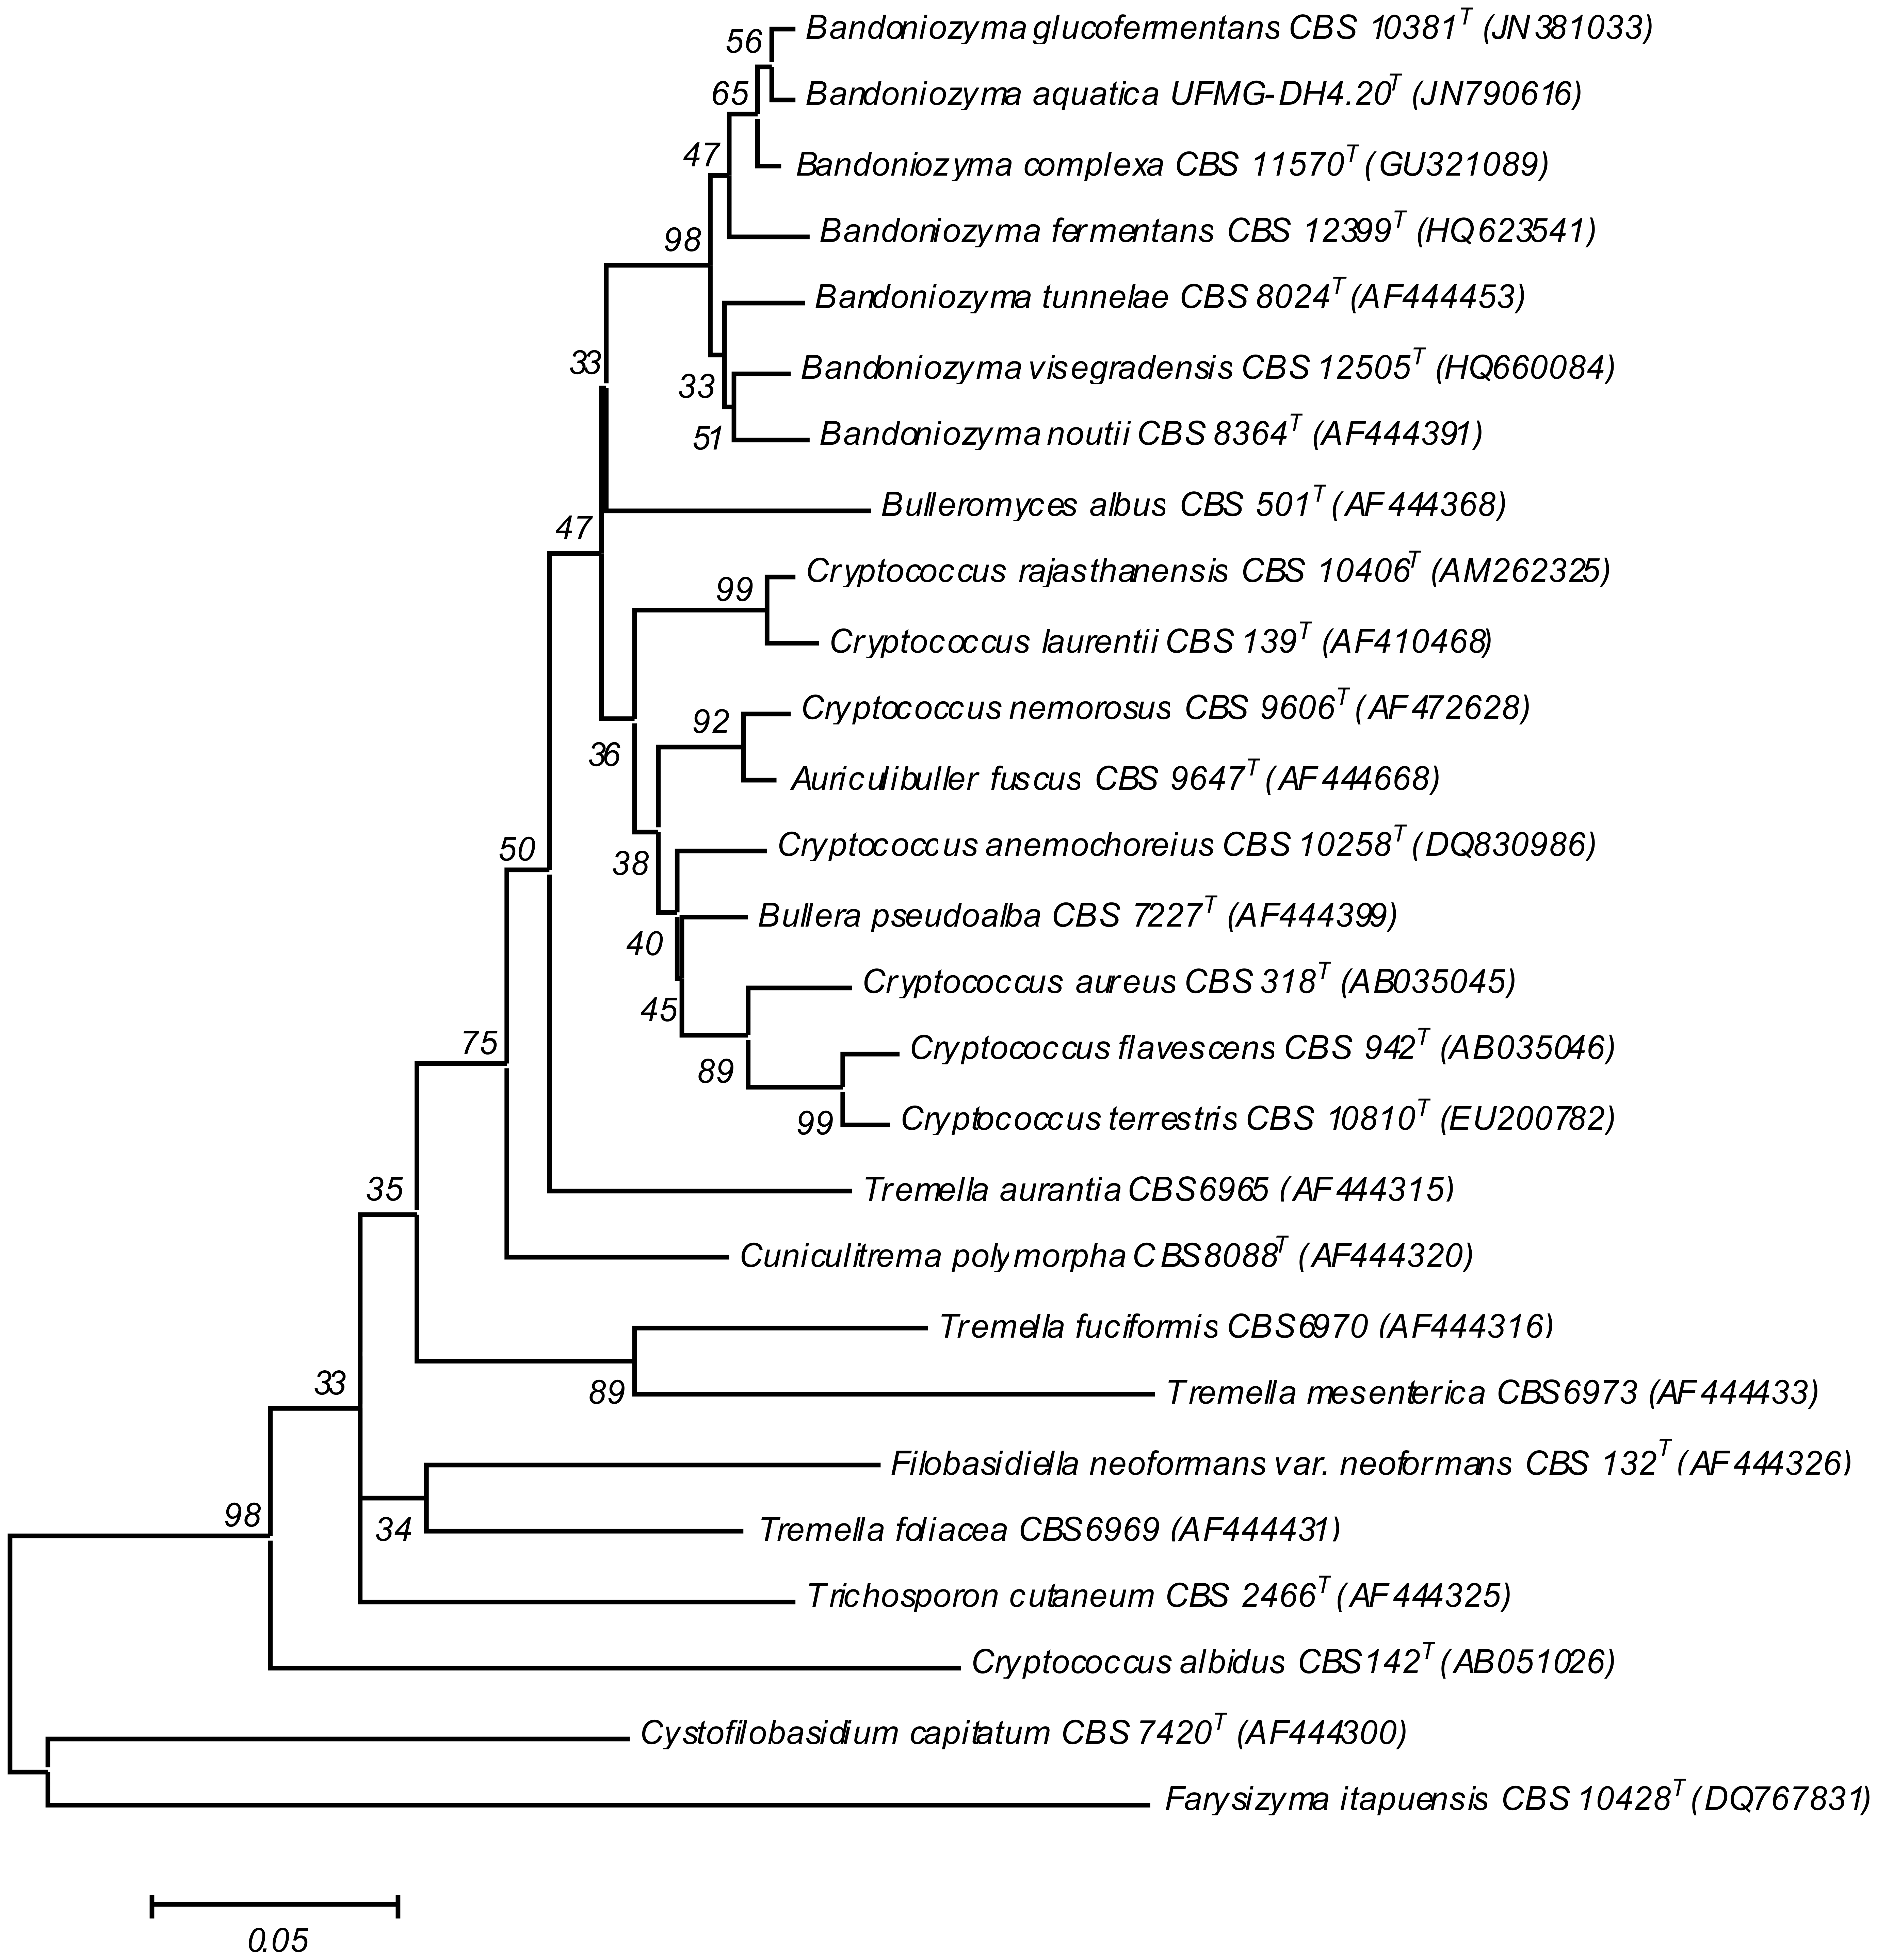 56
Bandoniozyma glucofermentans CBS 10381T (JN381033)
65
Bandoniozyma aquatica UFMG-DH4.20T (JN790616)
47
Bandoniozyma complexa CBS 11570T (GU321089)
98
Bandoniozyma fermentans CBS 12399T (HQ623541)
Bandoniozyma tunnelae CBS 8024T (AF444453)
33
Bandoniozyma visegradensis CBS 12505T (HQ660084)
33
51
Bandoniozyma noutii CBS 8364T (AF444391)
Bulleromyces albus CBS 501T (AF444368)
47
Cryptococcus rajasthanensis CBS 10406T (AM262325)
99
Cryptococcus laurentii CBS 139T (AF410468)
92
Cryptococcus nemorosus CBS 9606T (AF472628)
36
Auriculibuller fuscus CBS 9647T (AF444668)
50
38
Cryptococcus anemochoreius CBS 10258T (DQ830986)
Bullera pseudoalba CBS 7227T (AF444399)
40
Cryptococcus aureus CBS 318T (AB035045)
45
75
Cryptococcus flavescens CBS 942T (AB035046)
89
99
Cryptococcus terrestris CBS 10810T (EU200782)
35
Tremella aurantia CBS6965 (AF444315)
Cuniculitrema polymorpha CBS8088T (AF444320)
Tremella fuciformis CBS6970 (AF444316)
33
89
Tremella mesenterica CBS6973 (AF444433)
Filobasidiella neoformans var. neoformans CBS 132T (AF444326)
98
34
Tremella foliacea CBS6969 (AF444431)
Trichosporon cutaneum CBS 2466T (AF444325)
Cryptococcus albidus CBS142T (AB051026)
Cystofilobasidium capitatum CBS 7420T (AF444300)
Farysizyma itapuensis CBS 10428T (DQ767831)
0.05